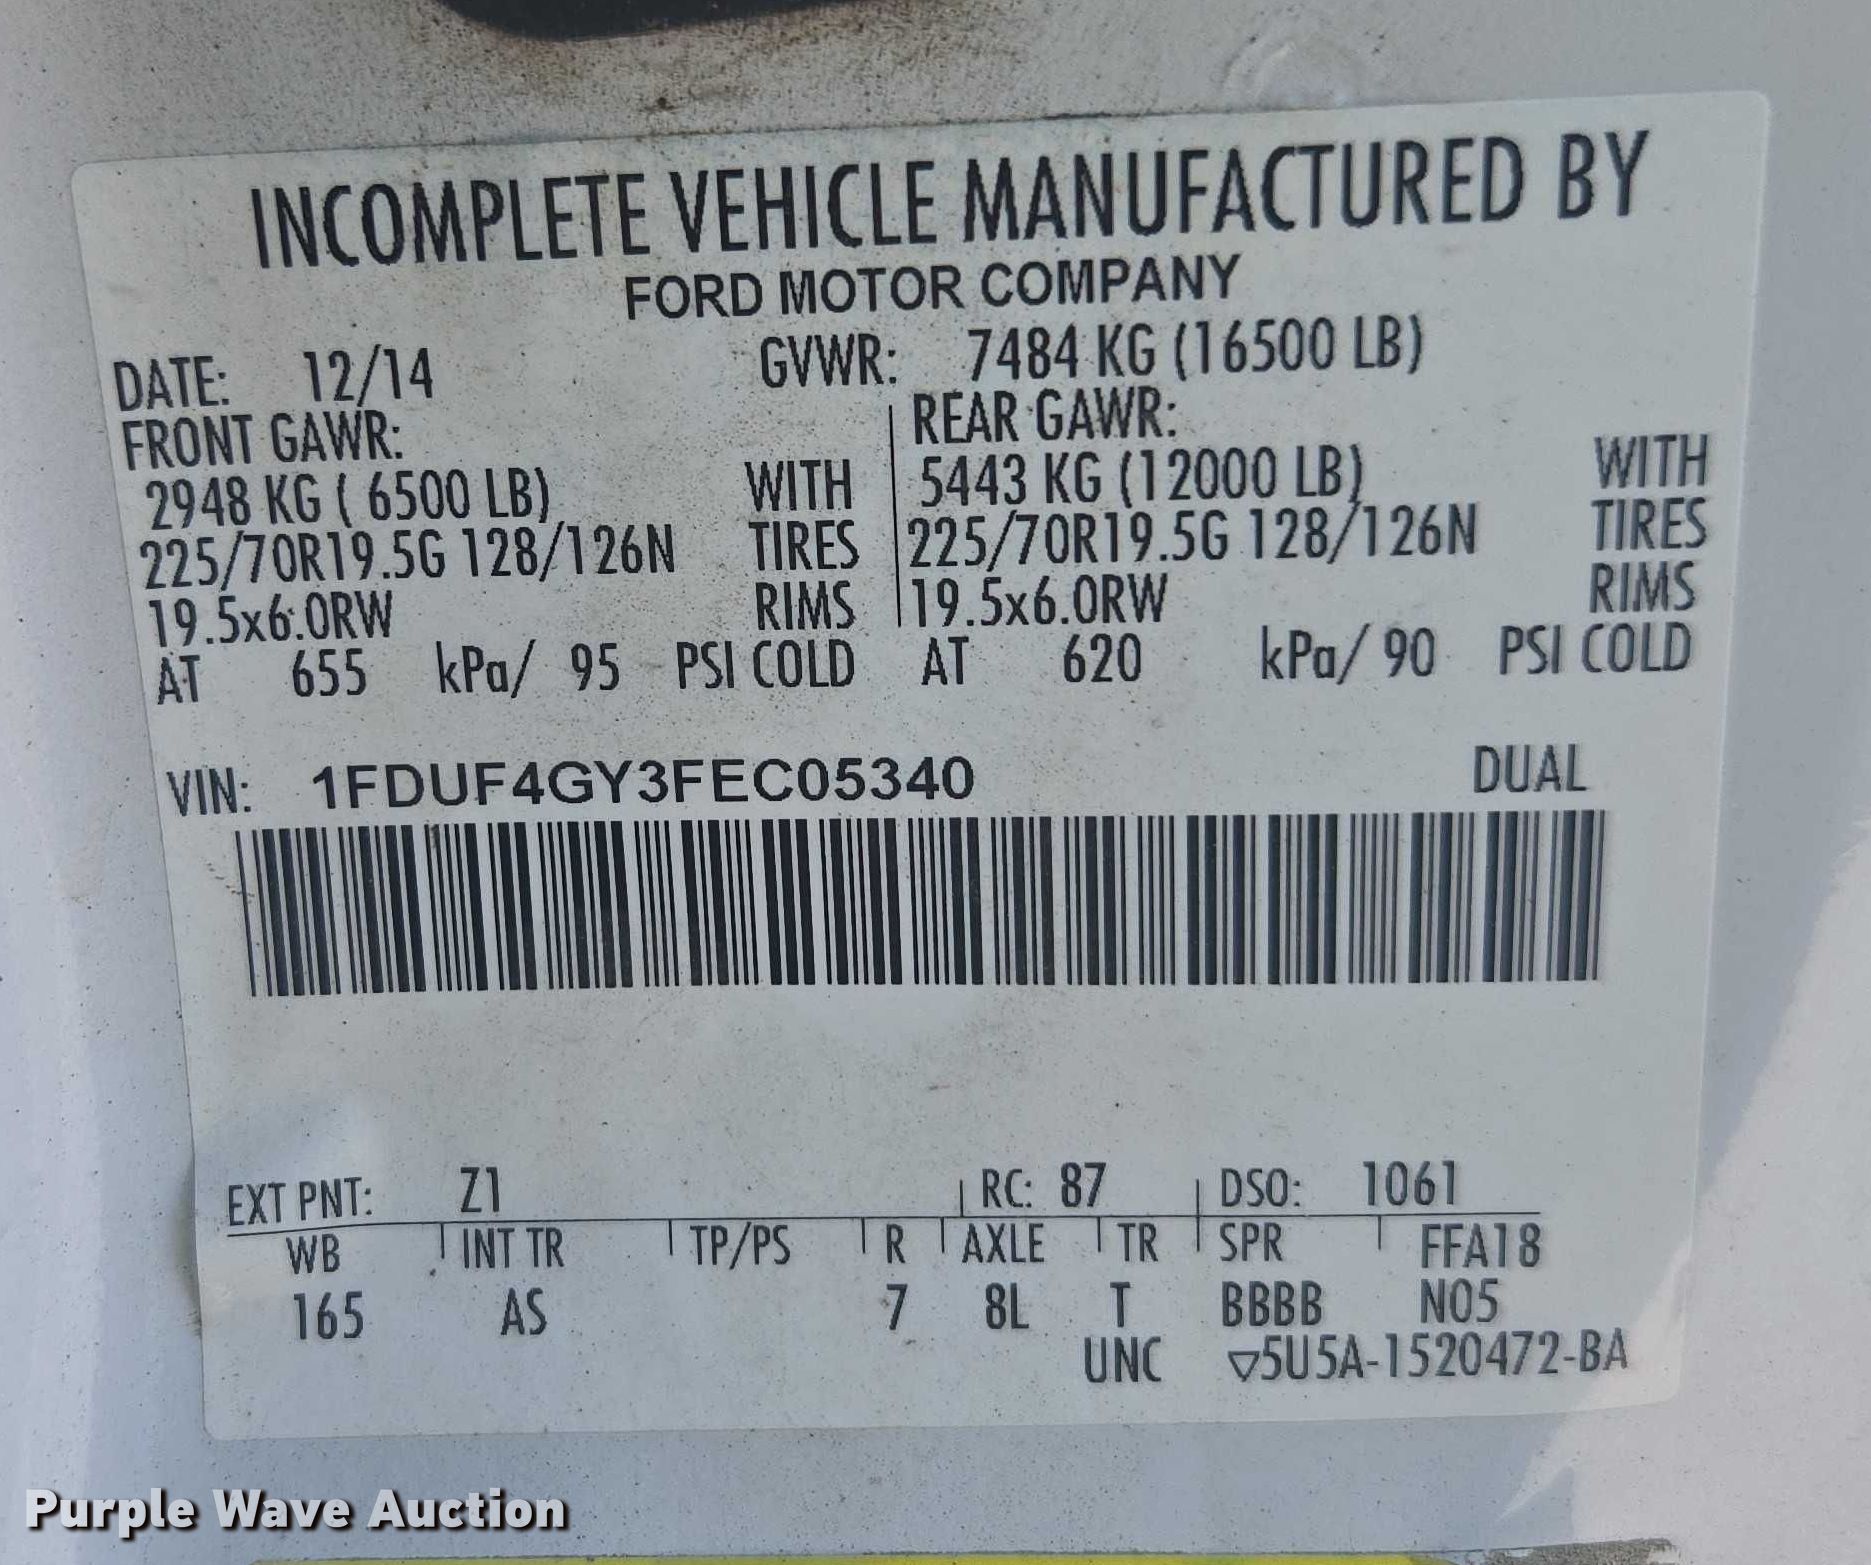 INCOMPLETE VEHICLE MANUFACTURED BY
FORD MOTOR COMPANY
DATE: 12/14 GVWR: 7484 KG (16500 LB)
FRONT GAWR: REAR GAWR:
2948 KG ( 6500 LB) WITH 5443 KG (12000 LB) WITH
225/70R19.5G 128/126N TIRES 225/70R19.5G 128/126N TIRES
19.5x6.0RW RIMS 19.5x6.0RW RIMS
AT 655 kPa/ 95 PSI COLD AT 620 kPa/ 90 PSI COLD
VIN: 1FDUF4GY3FEC05340 DUAL
EXT PNT: Z1 RC: 87 DSO: 1061
WB INT TR TP/PS R AXLE TR SPR FFA18
165 AS 7 8L T BBBB N05
UNC ▽5U5A-1520472-BA
Purple Wave Auction